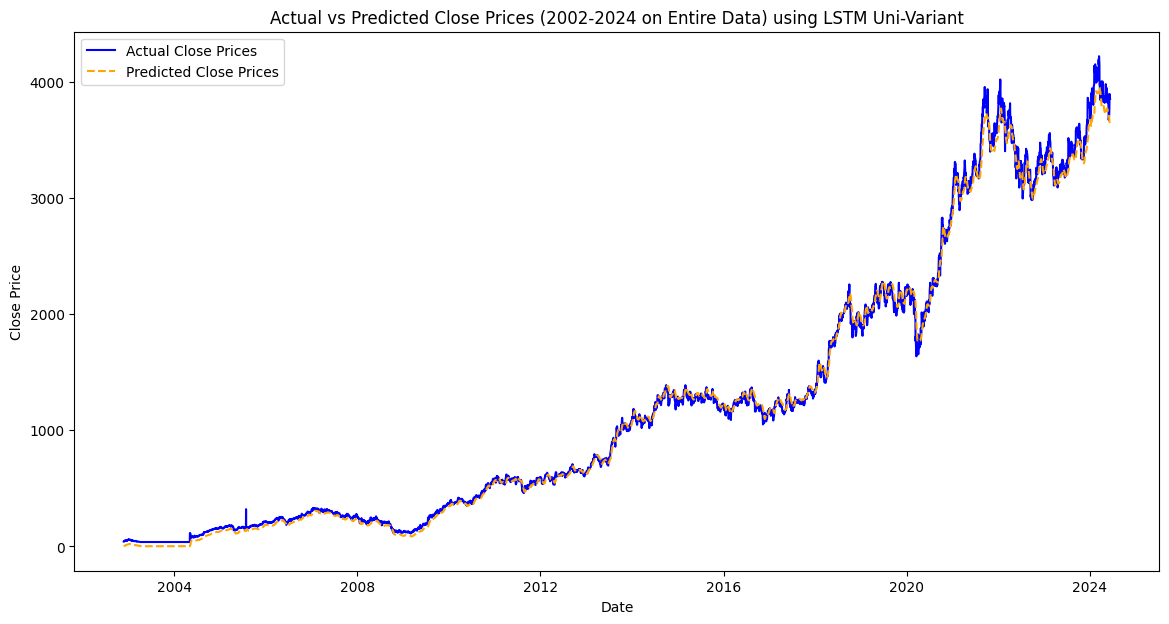 Actual vs Predicted Close Prices (2002-2024 on Entire Data) using LSTM Uni-Variant
Actual Close Prices
Predicted Close Prices
Close Price
4000
3000
2000
1000
0
2004 2008 2012 2016 2020 2024
Date